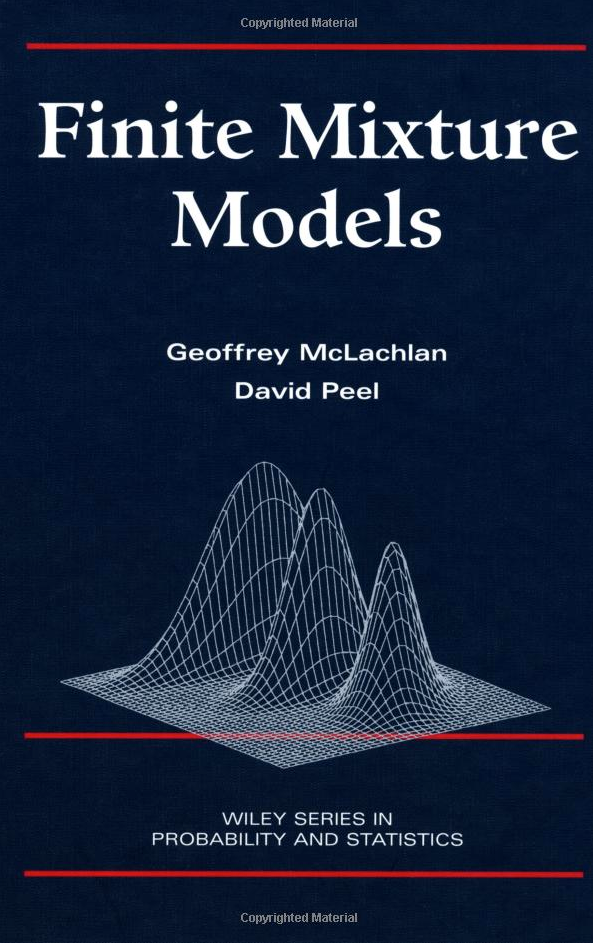 Copyrighted Material
Finite Mixture
Models
Geoffrey McLachlan
David Peel
WILEY SERIES IN
PROBABILITY AND STATISTICS
Copyrighted Material